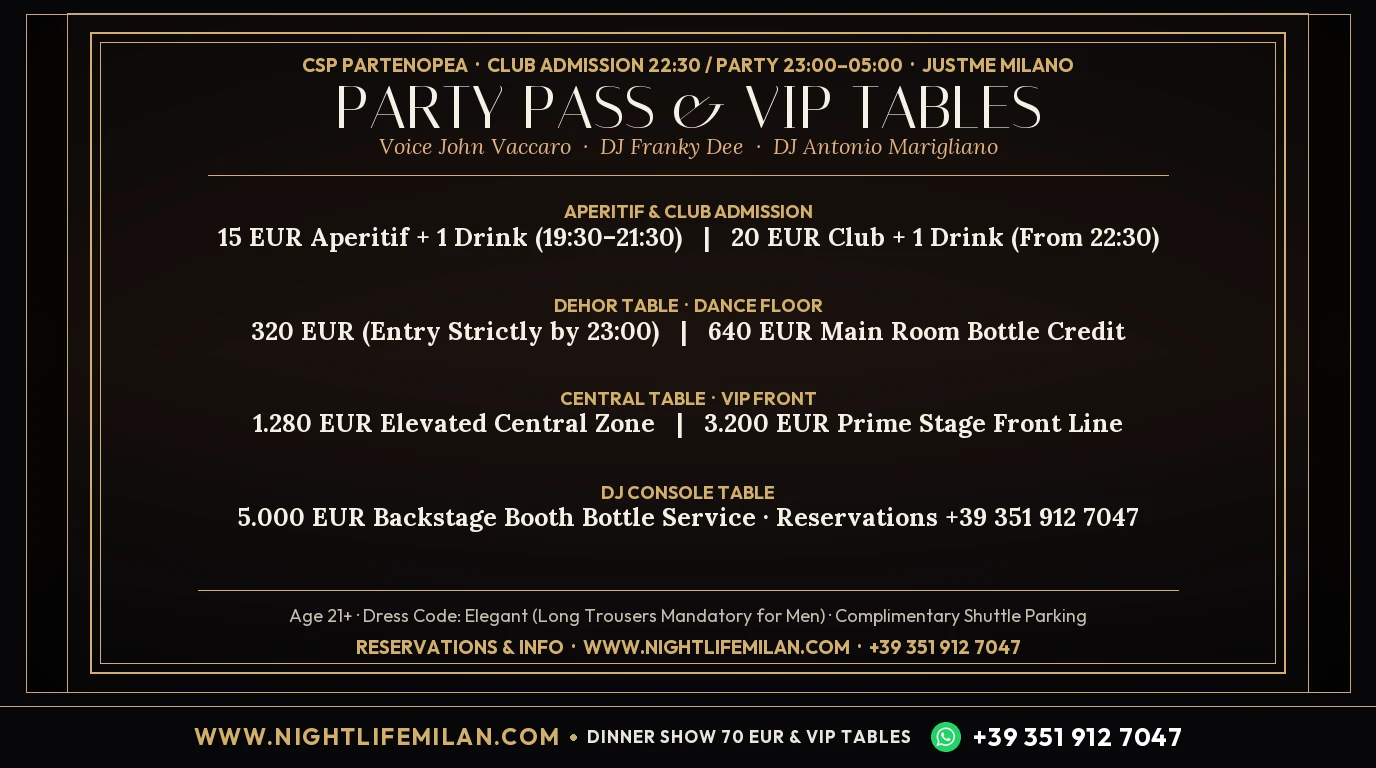 CSP PARTENOPEA · CLUB ADMISSION 22:30 / PARTY 23:00–05:00 · JUSTME MILANO
PARTY PASS & VIP TABLES
Voice John Vaccaro · DJ Franky Dee · DJ Antonio Marigliano
APERITIF & CLUB ADMISSION
15 EUR Aperitif + 1 Drink (19:30–21:30) | 20 EUR Club + 1 Drink (From 22:30)
DEHOR TABLE · DANCE FLOOR
320 EUR (Entry Strictly by 23:00) | 640 EUR Main Room Bottle Credit
CENTRAL TABLE · VIP FRONT
1.280 EUR Elevated Central Zone | 3.200 EUR Prime Stage Front Line
DJ CONSOLE TABLE
5.000 EUR Backstage Booth Bottle Service · Reservations +39 351 912 7047
Age 21+ · Dress Code: Elegant (Long Trousers Mandatory for Men) · Complimentary Shuttle Parking
RESERVATIONS & INFO · WWW.NIGHTLIFEMILAN.COM · +39 351 912 7047
WWW.NIGHTLIFEMILAN.COM • DINNER SHOW 70 EUR & VIP TABLES +39 351 912 7047